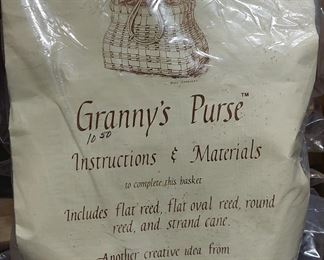 Granny's Purse™
10 50
Instructions & Materials
to complete this basket
Includes flat reed, flat oval reed, round
reed, and strand cane.
Another creative idea from